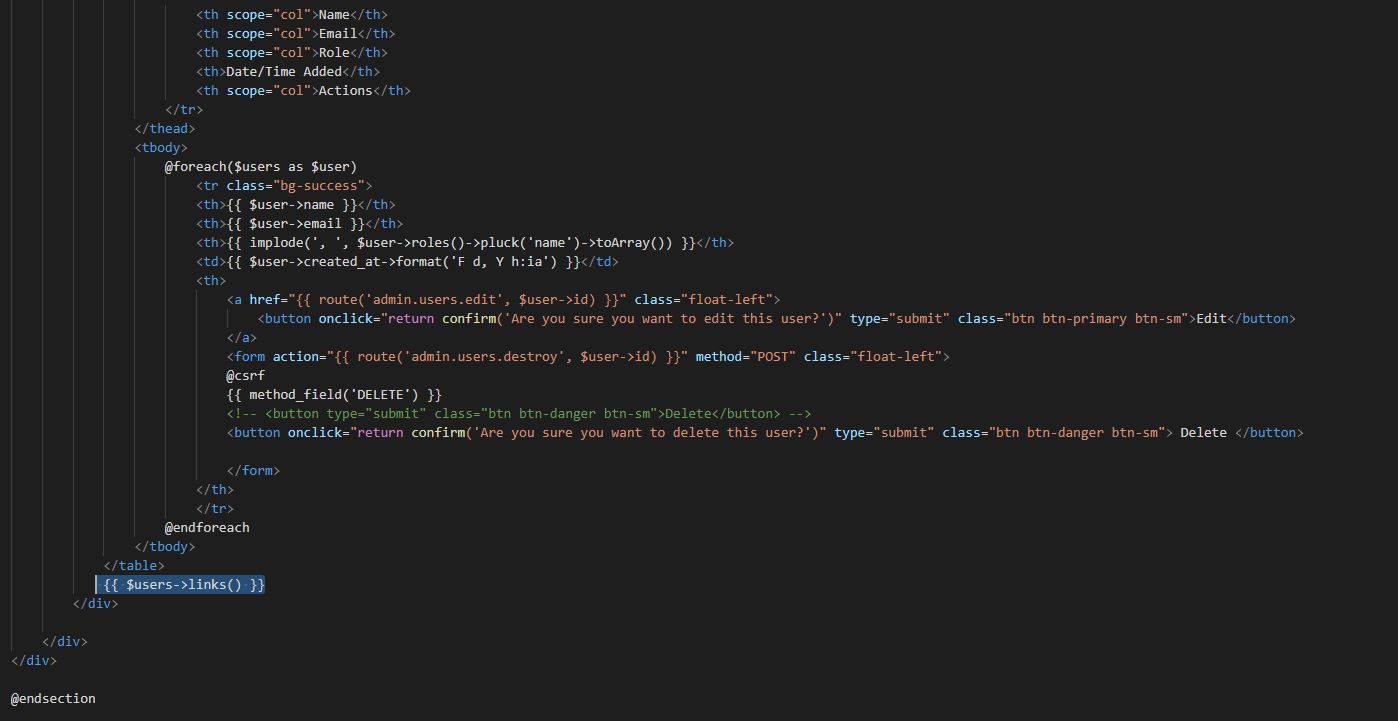 <th scope="col">Name</th>
<th scope="col">Email</th>
<th scope="col">Role</th>
<th>Date/Time Added</th>
<th scope="col">Actions</th>
</tr>
</thead>
<tbody>
@foreach($users as $user)
<tr class="bg-success">
<th>{{ $user->name }}</th>
<th>{{ $user->email }}</th>
<th>{{ implode(', ', $user->roles()->pluck('name')->toArray()) }}</th>
<td>{{ $user->created_at->format('F d, Y h:ia') }}</td>
<th>
<a href="{{ route('admin.users.edit', $user->id) }}" class="float-left">
<button onclick="return confirm('Are you sure you want to edit this user?')" type="submit" class="btn btn-primary btn-sm">Edit</button>
</a>
<form action="{{ route('admin.users.destroy', $user->id) }}" method="POST" class="float-left">
@csrf
{{ method_field('DELETE') }}
<!-- <button type="submit" class="btn btn-danger btn-sm">Delete</button> -->
<button onclick="return confirm('Are you sure you want to delete this user?')" type="submit" class="btn btn-danger btn-sm"> Delete </button>
</form>
</th>
</tr>
@endforeach
</tbody>
</table>
{{ $users->links() }}
</div>
</div>
</div>
@endsection